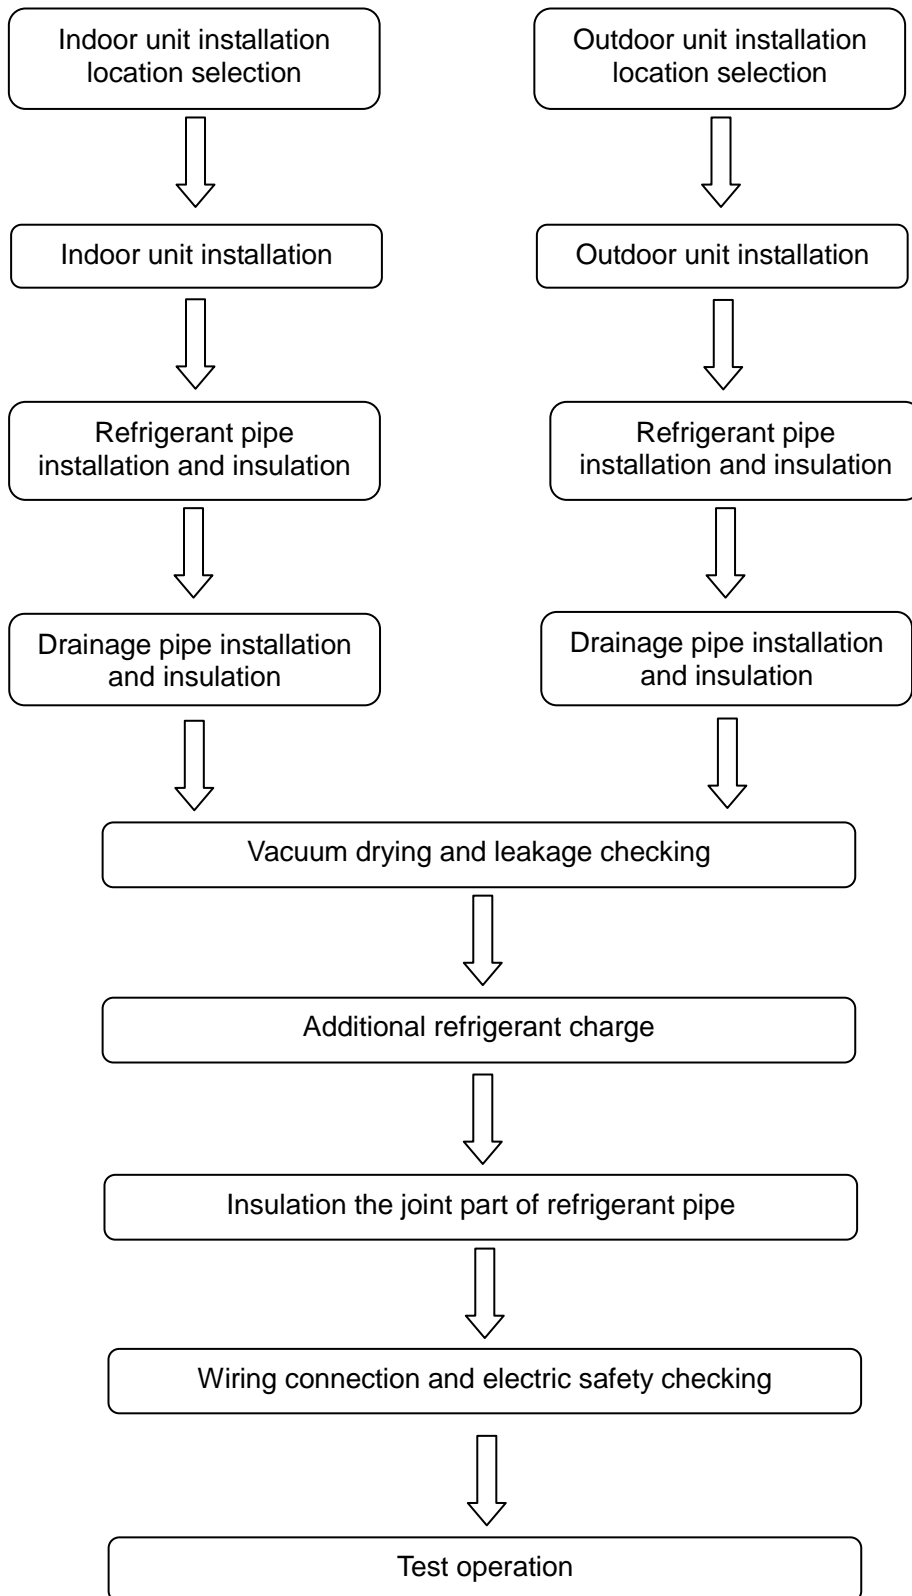 Indoor unit installation
location selection
Outdoor unit installation
location selection
Indoor unit installation
Outdoor unit installation
Refrigerant pipe
installation and insulation
Refrigerant pipe
installation and insulation
Drainage pipe installation
and insulation
Drainage pipe installation
and insulation
Vacuum drying and leakage checking
Additional refrigerant charge
Insulation the joint part of refrigerant pipe
Wiring connection and electric safety checking
Test operation